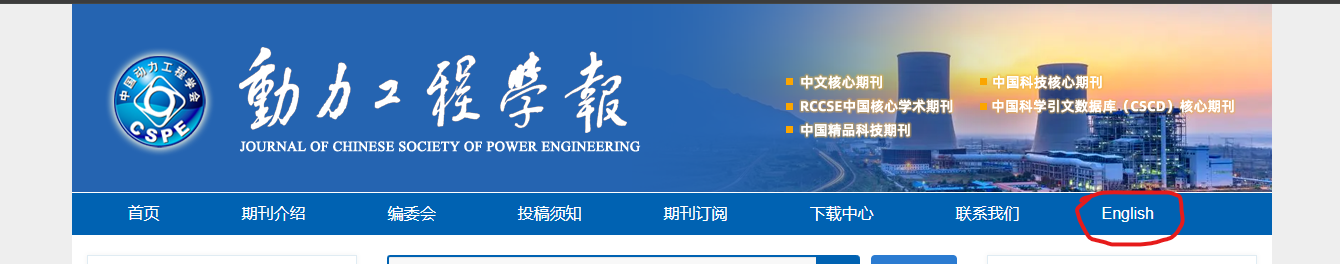 中国动力工程学会
CSPE
動力工程學報
JOURNAL OF CHINESE SOCIETY OF POWER ENGINEERING
中文核心期刊
中国科技核心期刊
RCCSE中国核心学术期刊
中国科学引文数据库（CSCD）核心期刊
中国精品科技期刊
首页 期刊介绍 编委会 投稿须知 期刊订阅 下载中心 联系我们 English